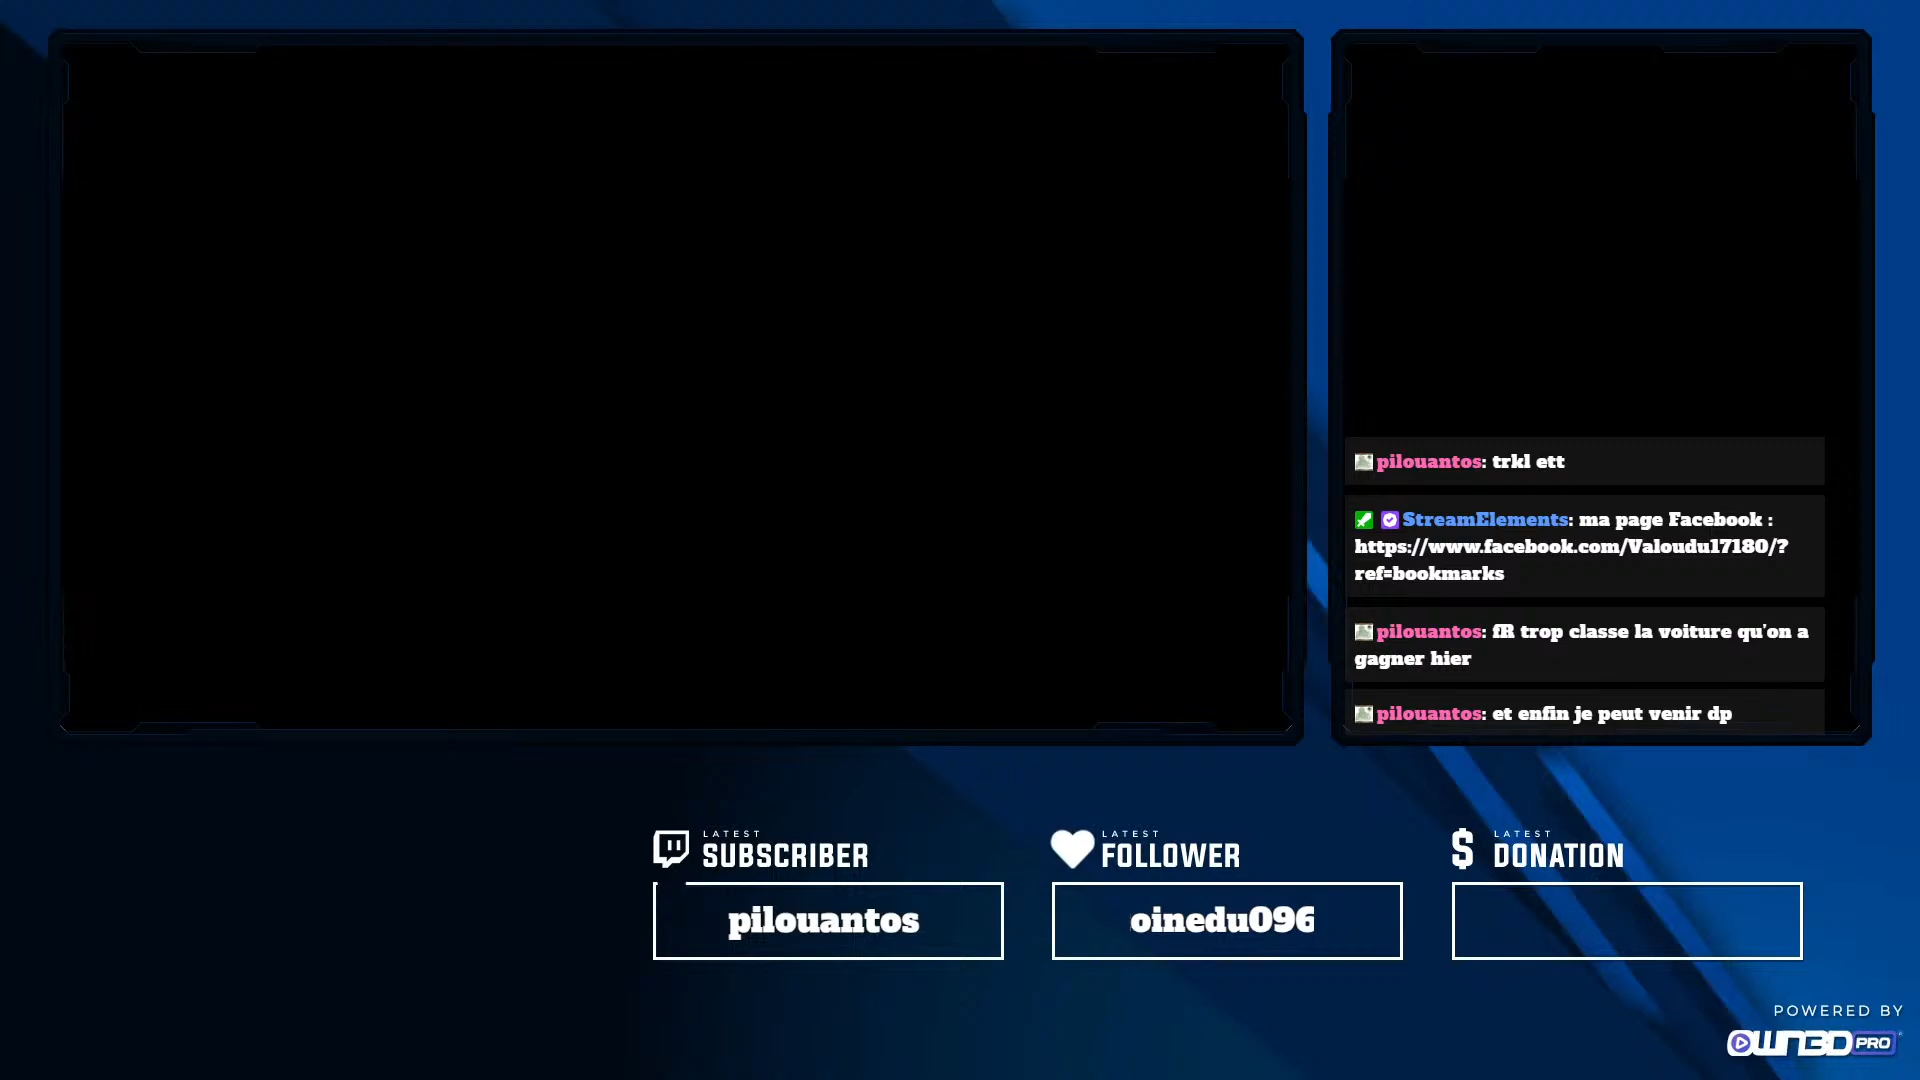 pilouantos: trkl ett
StreamElements: ma page Facebook :
https://www.facebook.com/Valoudu17180/?
ref=bookmarks
pilouantos: fR trop classe la voiture qu'on a
gagner hier
pilouantos: et enfin je peut venir dp
LATEST
SUBSCRIBER
pilouantos
LATEST
FOLLOWER
oinedu096
$ LATEST
DONATION
POWERED BY
OWN3D PRO